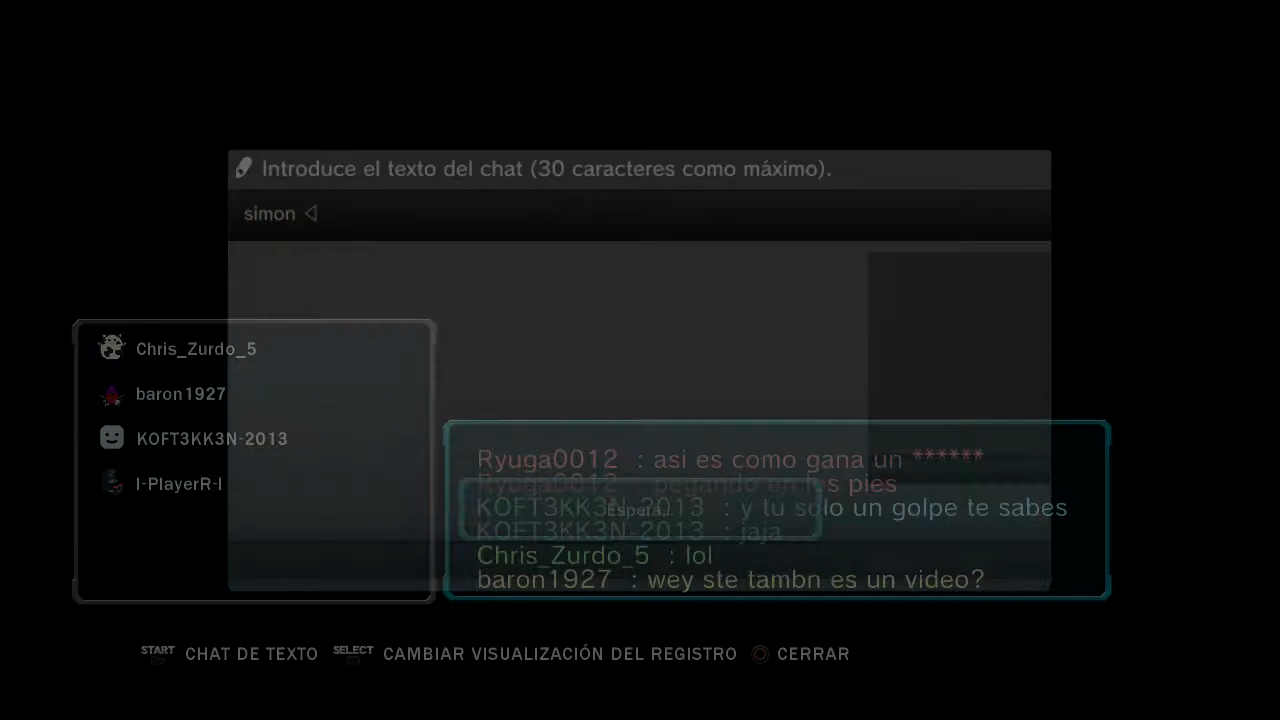 Introduce el texto del chat (30 caracteres como máximo).
simon
Chris_Zurdo_5
baron1927
KOFT3KK3N-2013
I-PlayerR-I
Ryuga0012 : asi es como gana un ******
Ryuga0012 : pegando en los pies
KOFT3KK3N-2013 : y tu solo un golpe te sabes
Espera...
KOFT3KK3N-2013 : jaja
Chris_Zurdo_5 : lol
baron1927 : wey ste tambn es un video?
START CHAT DE TEXTO SELECT CAMBIAR VISUALIZACIÓN DEL REGISTRO CERRAR